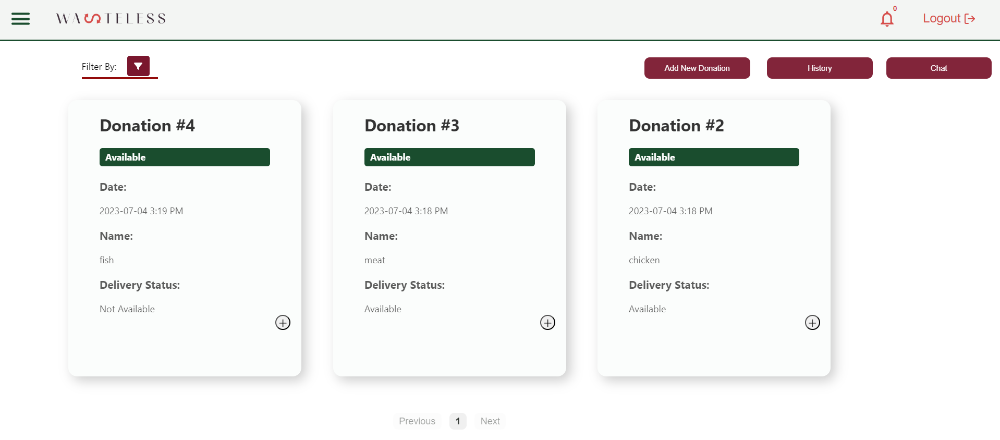 WASTELESS
0
Logout
Filter By:
Add New Donation
History
Chat
Donation #4
Available
Date:
2023-07-04 3:19 PM
Name:
fish
Delivery Status:
Not Available
Donation #3
Available
Date:
2023-07-04 3:18 PM
Name:
meat
Delivery Status:
Available
Donation #2
Available
Date:
2023-07-04 3:18 PM
Name:
chicken
Delivery Status:
Available
Previous 1 Next